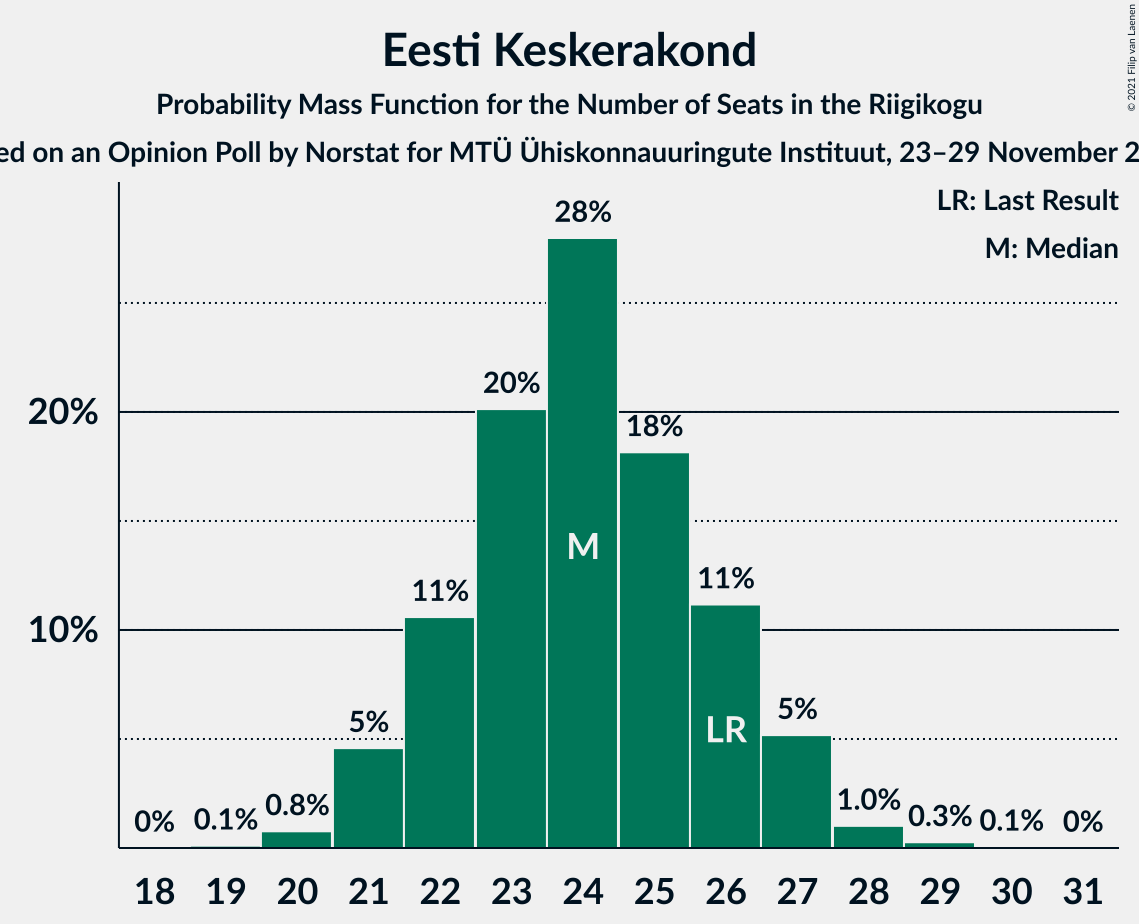 Eesti Keskerakond
Probability Mass Function for the Number of Seats in the Riigikogu
ed on an Opinion Poll by Norstat for MTÜ Ühiskonnauuringute Instituut, 23–29 November 2
© 2021 Filip van Laenen
LR: Last Result
M: Median
28%
20%
20%
18%
M
11%
11%
10%
LR
5%
5%
0%
0.1%
0.8%
1.0%
0.3%
0.1%
0%
18 19 20 21 22 23 24 25 26 27 28 29 30 31